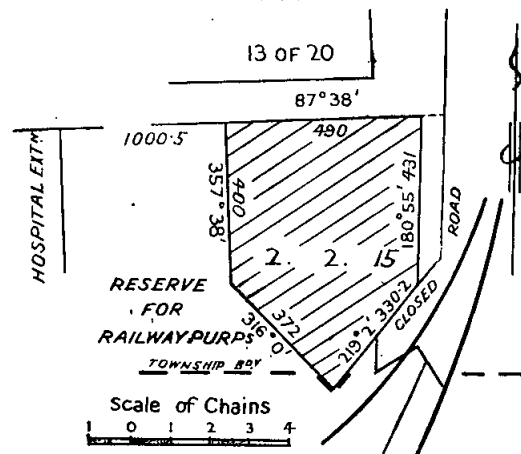 13 OF 20
87°38'
490
1000·5
HOSPITAL EXTN
357°38'
400
180°55' 431
ROAD
2. 2. 15
RESERVE
FOR
RAILWAY PURPS
372
316°0'
219°2' 330·2
CLOSED
TOWNSHIP BDY
Scale of Chains
1 0 1 2 3 4